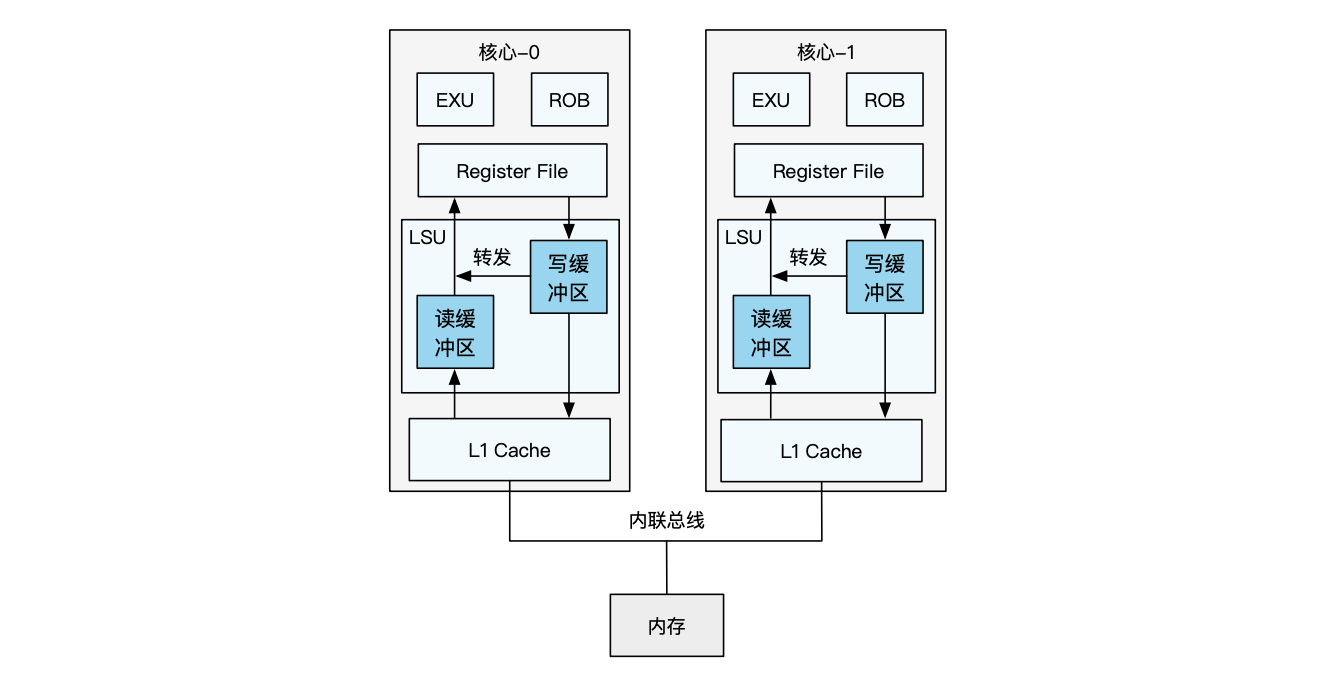 核心-0
EXU
ROB
Register File
LSU
转发
写缓
冲区
读缓
冲区
L1 Cache
核心-1
EXU
ROB
Register File
LSU
转发
写缓
冲区
读缓
冲区
L1 Cache
内联总线
内存